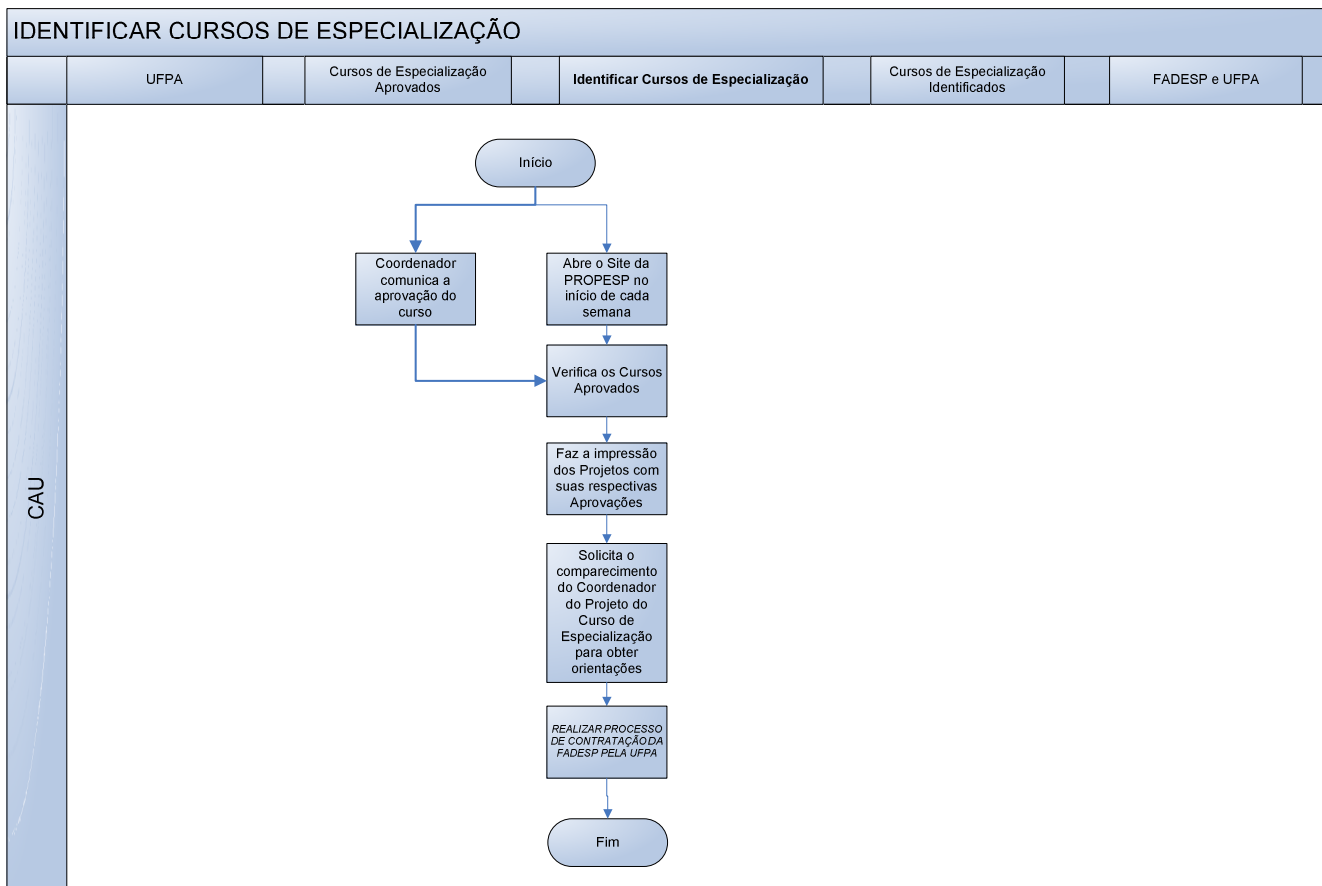 IDENTIFICAR CURSOS DE ESPECIALIZAÇÃO
UFPA
Cursos de Especialização
Aprovados
Identificar Cursos de Especialização
Cursos de Especialização
Identificados
FADESP e UFPA
CAU
Início
Coordenador
comunica a
aprovação do
curso
Abre o Site da
PROPESP no
início de cada
semana
Verifica os Cursos
Aprovados
Faz a impressão
dos Projetos com
suas respectivas
Aprovações
Solicita o
comparecimento
do Coordenador
do Projeto do
Curso de
Especialização
para obter
orientações
REALIZAR PROCESSO
DE CONTRATAÇÃO DA
FADESP PELA UFPA
Fim